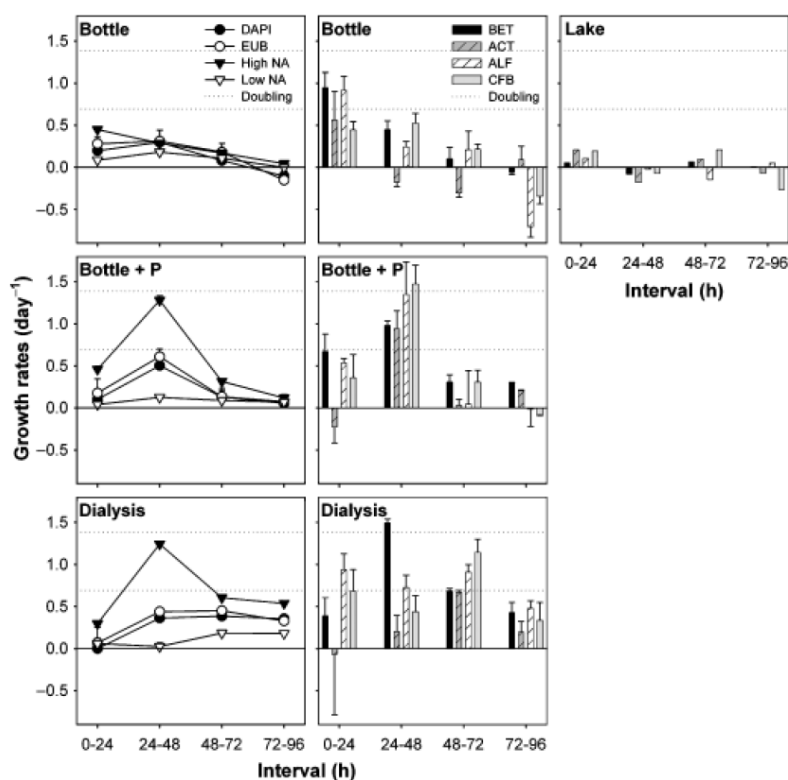 Bottle
DAPI
EUB
High NA
Low NA
Doubling
Bottle
BET
ACT
ALF
CFB
Doubling
Lake
1.5
1.0
0.5
0.0
−0.5
0-24
24-48
48-72
72-96
Interval (h)
Bottle + P
Bottle + P
1.5
1.0
0.5
0.0
−0.5
Growth rates (day⁻¹)
Dialysis
Dialysis
1.5
1.0
0.5
0.0
−0.5
0-24
24-48
48-72
72-96
0-24
24-48
48-72
72-96
Interval (h)